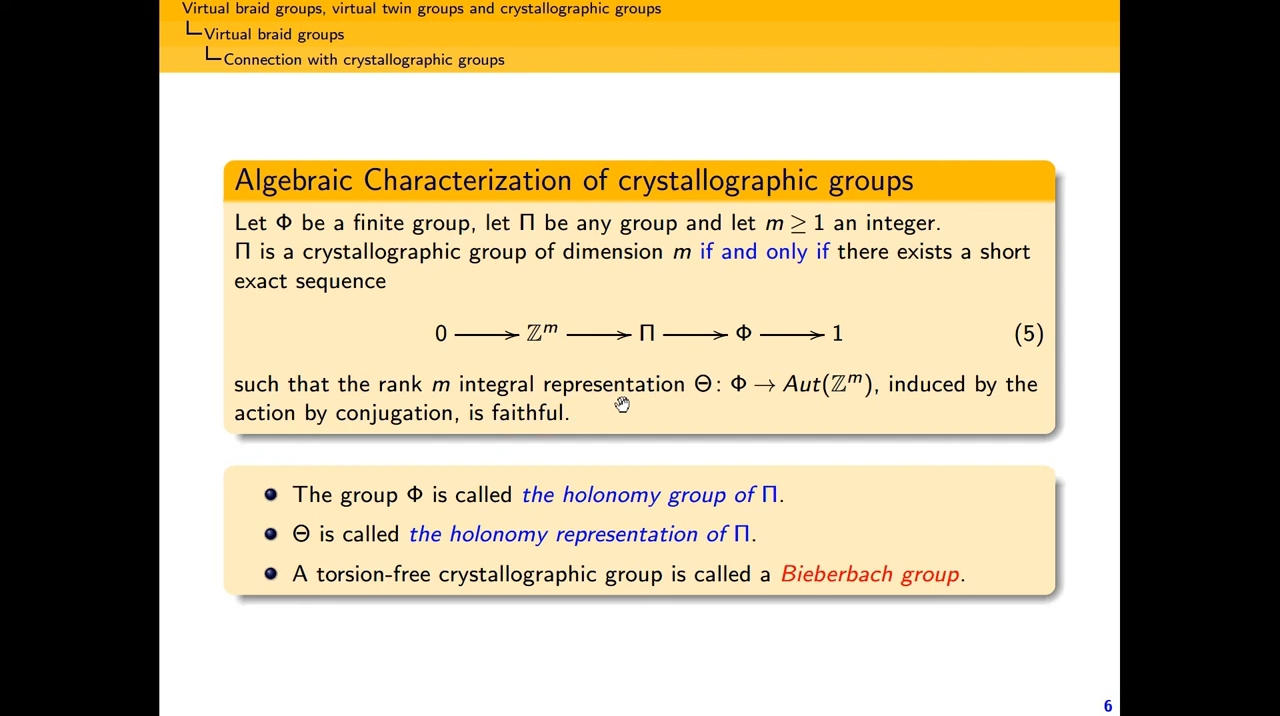 Virtual braid groups, virtual twin groups and crystallographic groups
Virtual braid groups
Connection with crystallographic groups
Algebraic Characterization of crystallographic groups
Let Φ be a finite group, let Π be any group and let m ≥ 1 an integer.
Π is a crystallographic group of dimension m if and only if there exists a short
exact sequence
0 ⟶ ℤᵐ ⟶ Π ⟶ Φ ⟶ 1 (5)
such that the rank m integral representation Θ: Φ → Aut(ℤᵐ), induced by the
action by conjugation, is faithful.
The group Φ is called the holonomy group of Π.
Θ is called the holonomy representation of Π.
A torsion-free crystallographic group is called a Bieberbach group.
6